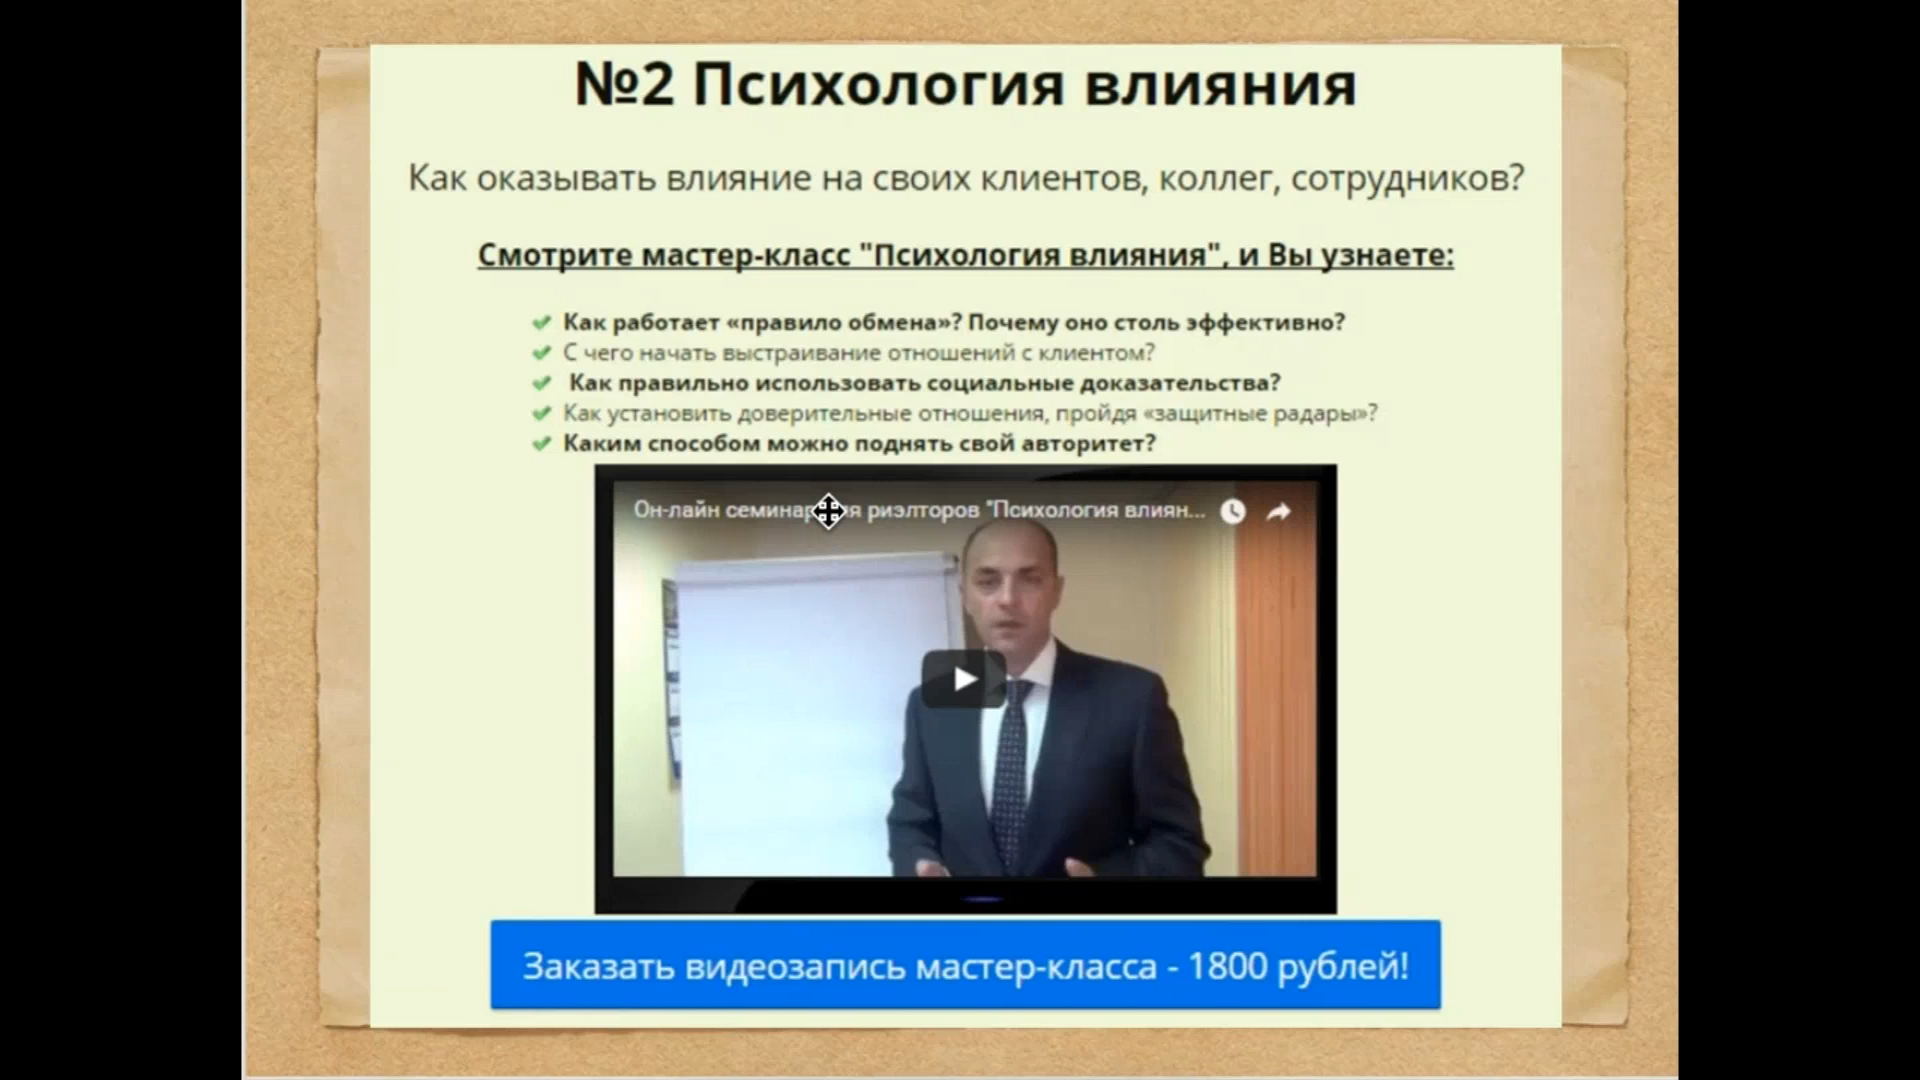 №2 Психология влияния
Как оказывать влияние на своих клиентов, коллег, сотрудников?
Смотрите мастер-класс "Психология влияния", и Вы узнаете:
Как работает «правило обмена»? Почему оно столь эффективно?
С чего начать выстраивание отношений с клиентом?
Как правильно использовать социальные доказательства?
Как установить доверительные отношения, пройдя «защитные радары»?
Каким способом можно поднять свой авторитет?
Он-лайн семинар риэлторов "Психология влиян...
Заказать видеозапись мастер-класса - 1800 рублей!